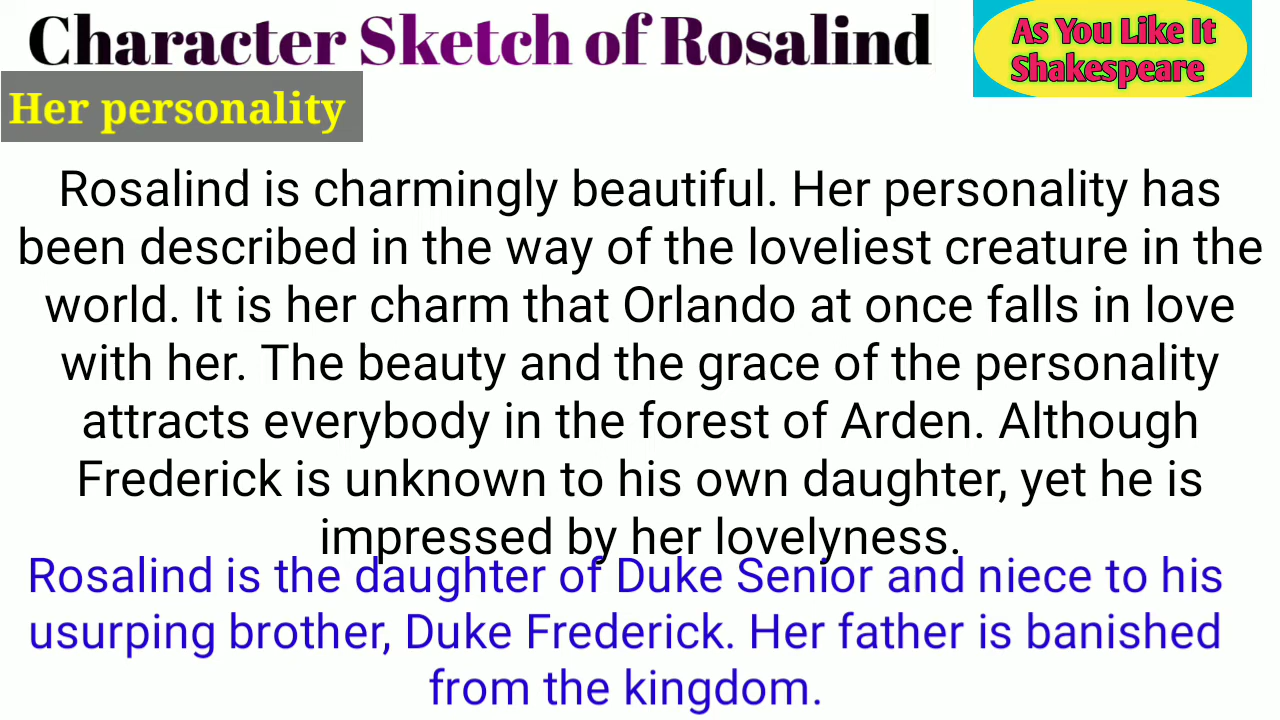 Character Sketch of Rosalind
As You Like It
Shakespeare
Her personality
Rosalind is charmingly beautiful. Her personality has
been described in the way of the loveliest creature in the
world. It is her charm that Orlando at once falls in love
with her. The beauty and the grace of the personality
attracts everybody in the forest of Arden. Although
Frederick is unknown to his own daughter, yet he is
impressed by her lovelyness.
Rosalind is the daughter of Duke Senior and niece to his
usurping brother, Duke Frederick. Her father is banished
from the kingdom.